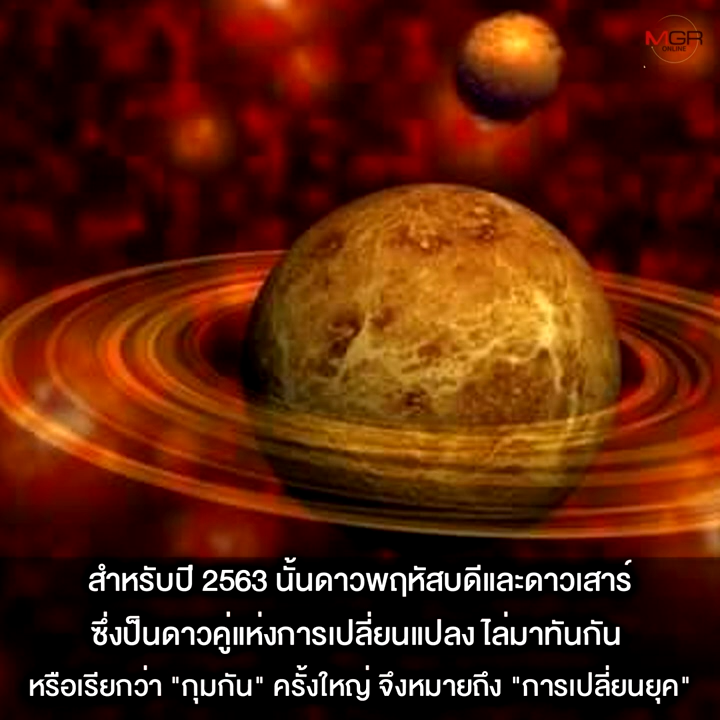 MGR
ONLINE
สำหรับปี 2563 นั้นดาวพฤหัสบดีและดาวเสาร์
ซึ่งป็นดาวคู่แห่งการเปลี่ยนแปลง ไล่มาทันกัน
หรือเรียกว่า "กุมกัน" ครั้งใหญ่ จึงหมายถึง "การเปลี่ยนยุค"